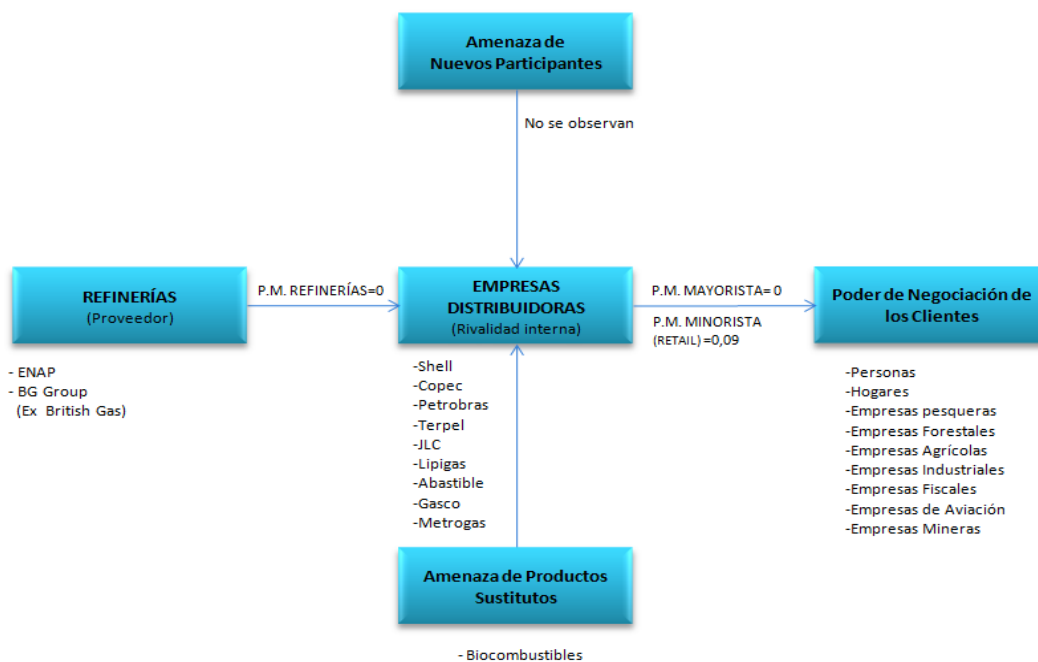 Amenaza de
Nuevos Participantes
No se observan
REFINERÍAS
(Proveedor)
P.M. REFINERÍAS=0
EMPRESAS
DISTRIBUIDORAS
(Rivalidad interna)
P.M. MAYORISTA= 0
P.M. MINORISTA
(RETAIL) =0,09
Poder de Negociación de
los Clientes
- ENAP
- BG Group
(Ex British Gas)
-Shell
-Copec
-Petrobras
-Terpel
-JLC
-Lipigas
-Abastible
-Gasco
-Metrogas
-Personas
-Hogares
-Empresas pesqueras
-Empresas Forestales
-Empresas Agrícolas
-Empresas Industriales
-Empresas Fiscales
-Empresas de Aviación
-Empresas Mineras
Amenaza de Productos
Sustitutos
- Biocombustibles